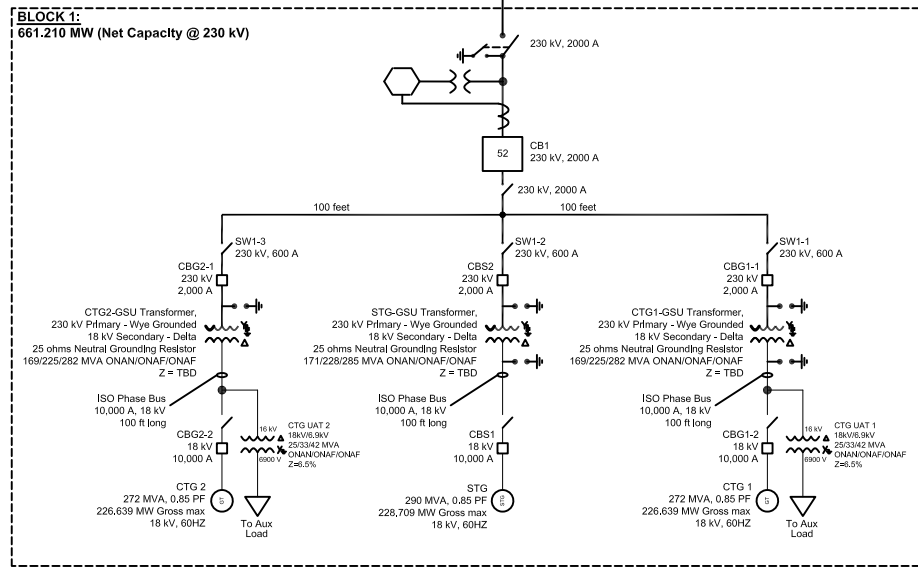 BLOCK 1:
661.210 MW (Net Capacity @ 230 kV)
230 kV, 2000 A
52
CB1
230 kV, 2000 A
230 kV, 2000 A
100 feet
100 feet
SW1-3
230 kV, 600 A
CBG2-1
230 kV
2,000 A
CTG2-GSU Transformer,
230 kV Primary - Wye Grounded
18 kV Secondary - Delta
25 ohms Neutral Grounding Resistor
169/225/282 MVA ONAN/ONAF/ONAF
Z = TBD
ISO Phase Bus
10,000 A, 18 kV
100 ft long
CBG2-2
18 kV
10,000 A
16 kV
6900 V
CTG UAT 2
18kV/6.9kV
25/33/42 MVA
ONAN/ONAF/ONAF
Z=6.5%
CTG 2
272 MVA, 0.85 PF
226.639 MW Gross max
18 kV, 60HZ
To Aux
Load
SW1-2
230 kV, 600 A
CBS2
230 kV
2,000 A
STG-GSU Transformer,
230 kV Primary - Wye Grounded
18 kV Secondary - Delta
25 ohms Neutral Grounding Resistor
171/228/285 MVA ONAN/ONAF/ONAF
Z = TBD
ISO Phase Bus
10,000 A, 18 kV
100 ft long
CBS1
18 kV
10,000 A
STG
290 MVA, 0.85 PF
228,709 MW Gross max
18 kV, 60HZ
SW1-1
230 kV, 600 A
CBG1-1
230 kV
2,000 A
CTG1-GSU Transformer,
230 kV Primary - Wye Grounded
18 kV Secondary - Delta
25 ohms Neutral Grounding Resistor
169/225/282 MVA ONAN/ONAF/ONAF
Z = TBD
ISO Phase Bus
10,000 A, 18 kV
100 ft long
CBG1-2
18 kV
10,000 A
16 kV
6900 V
CTG UAT 1
18kV/6.9kV
25/33/42 MVA
ONAN/ONAF/ONAF
Z=6.5%
CTG 1
272 MVA, 0.85 PF
226.639 MW Gross max
18 kV, 60HZ
To Aux
Load